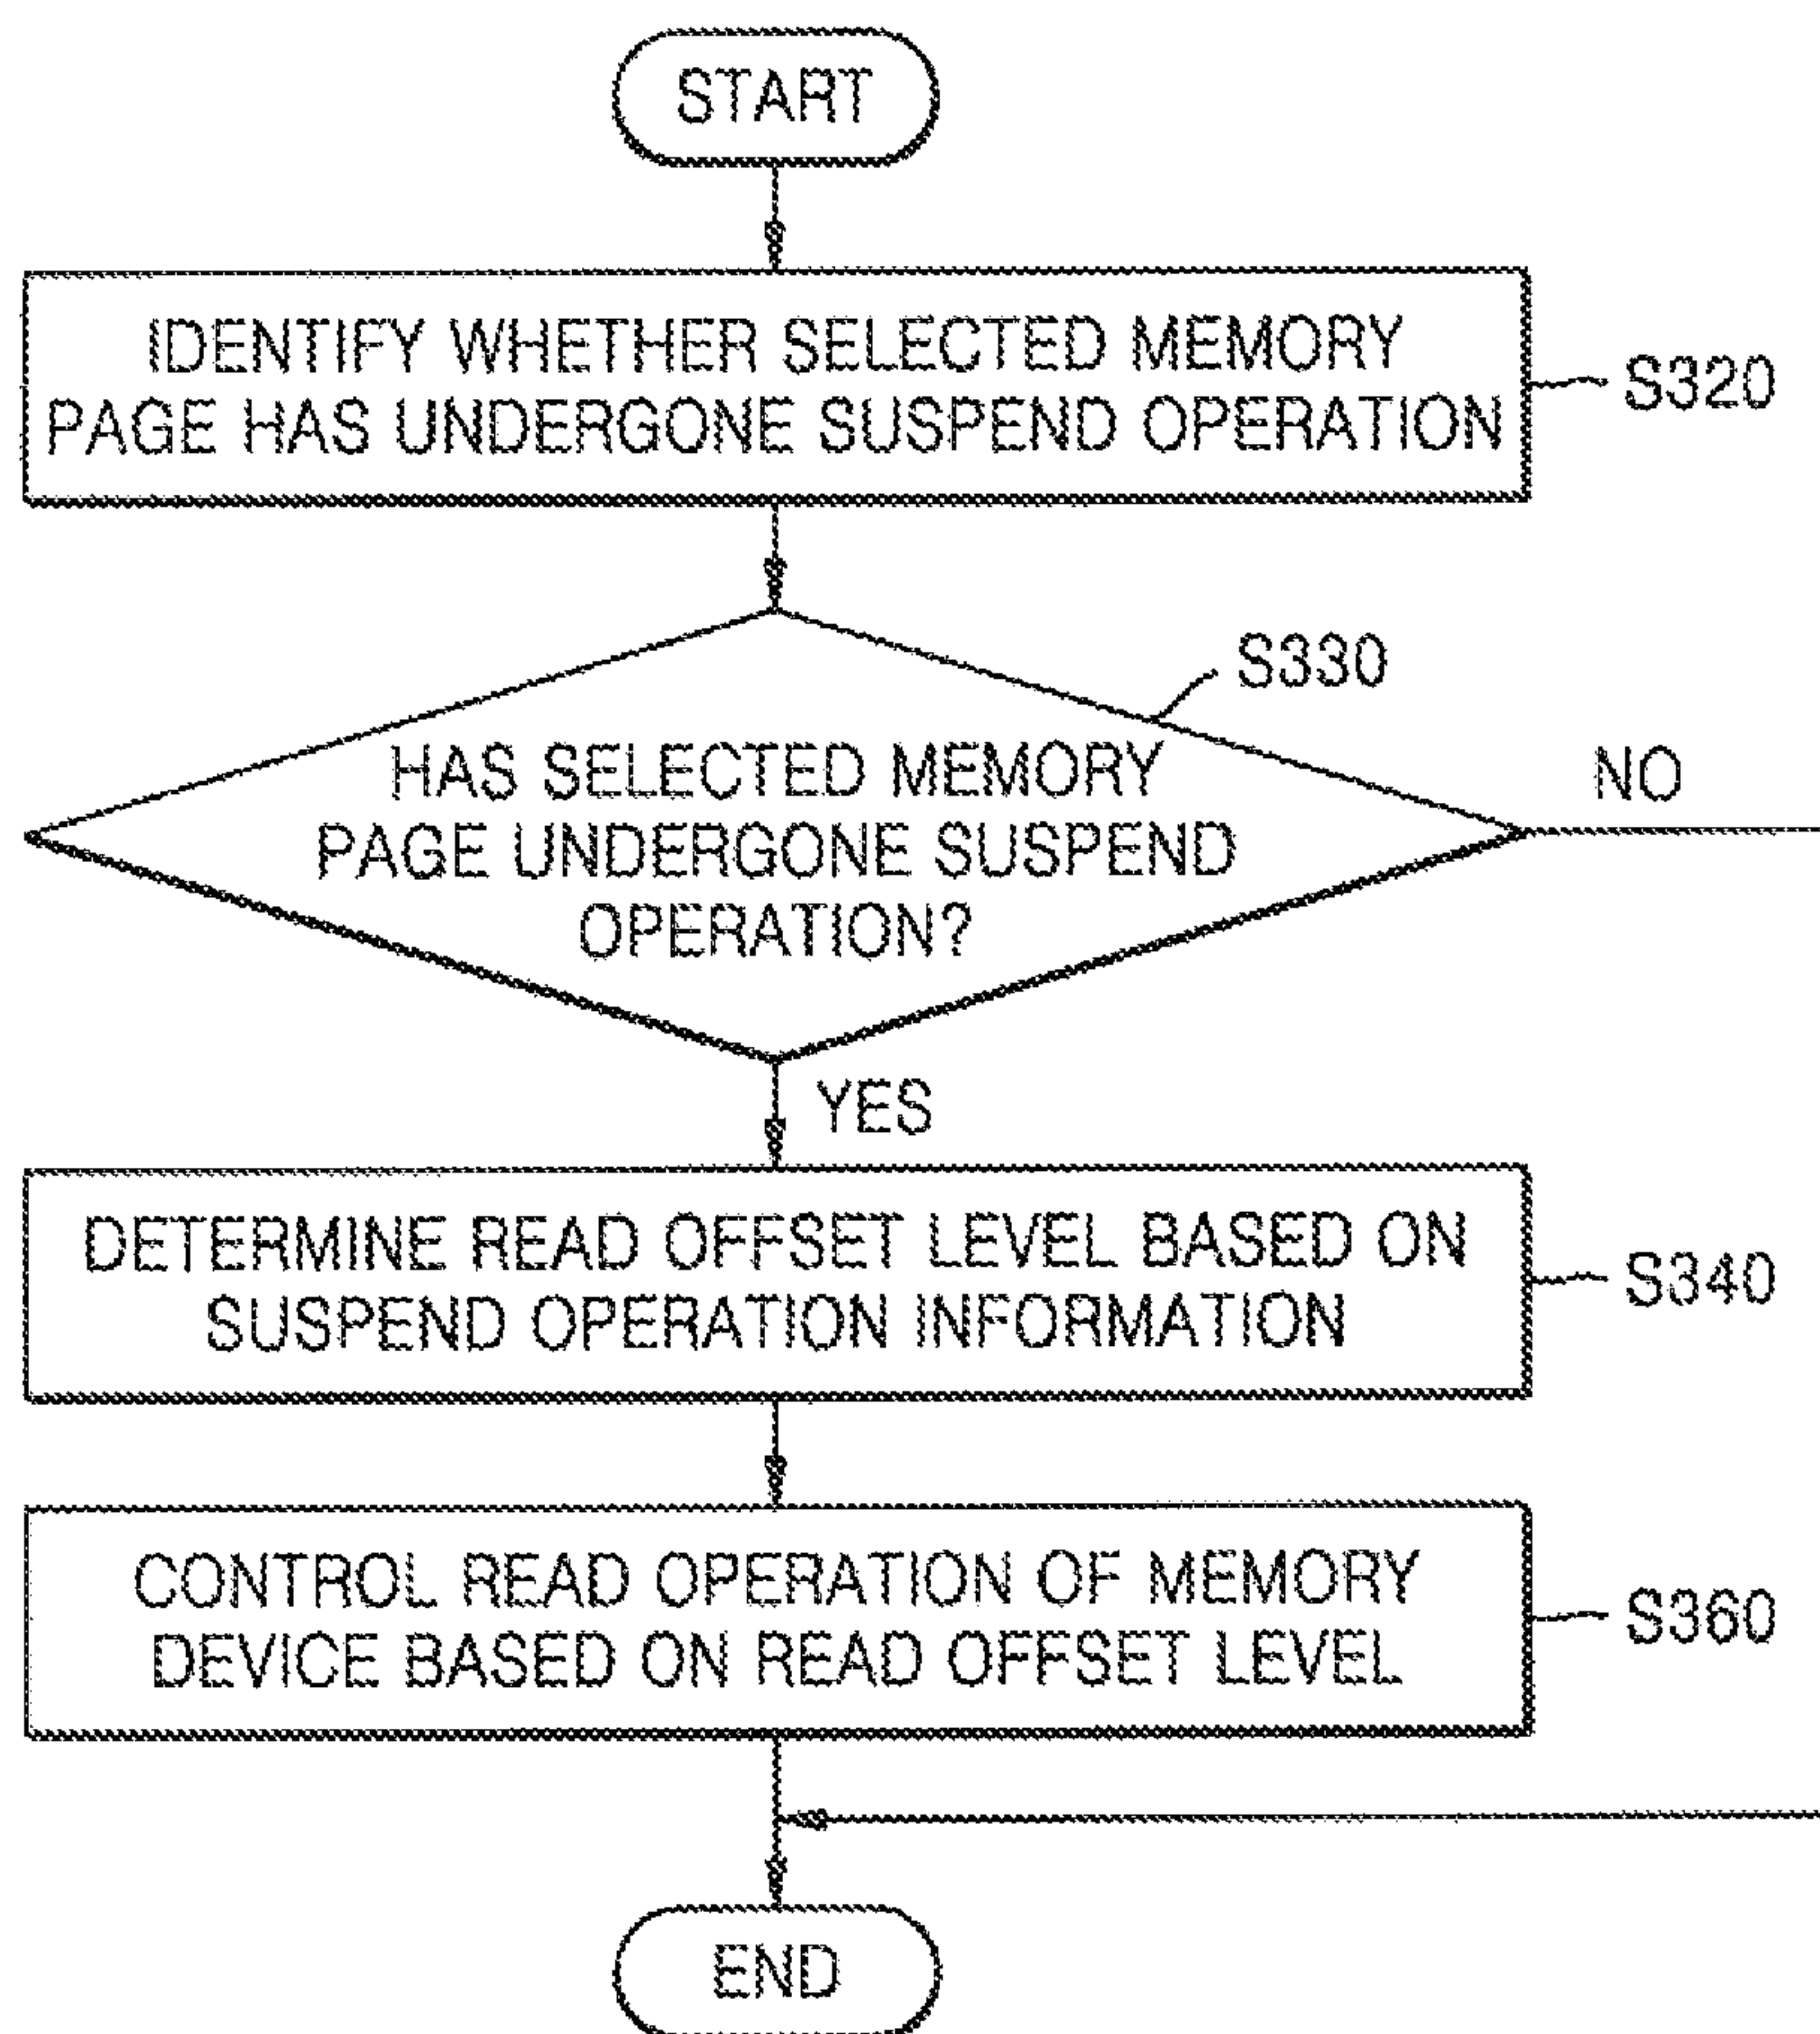 START
IDENTIFY WHETHER SELECTED MEMORY
PAGE HAS UNDERGONE SUSPEND OPERATION
S320
S330
HAS SELECTED MEMORY
PAGE UNDERGONE SUSPEND
OPERATION?
NO
YES
DETERMINE READ OFFSET LEVEL BASED ON
SUSPEND OPERATION INFORMATION
S340
CONTROL READ OPERATION OF MEMORY
DEVICE BASED ON READ OFFSET LEVEL
S360
END